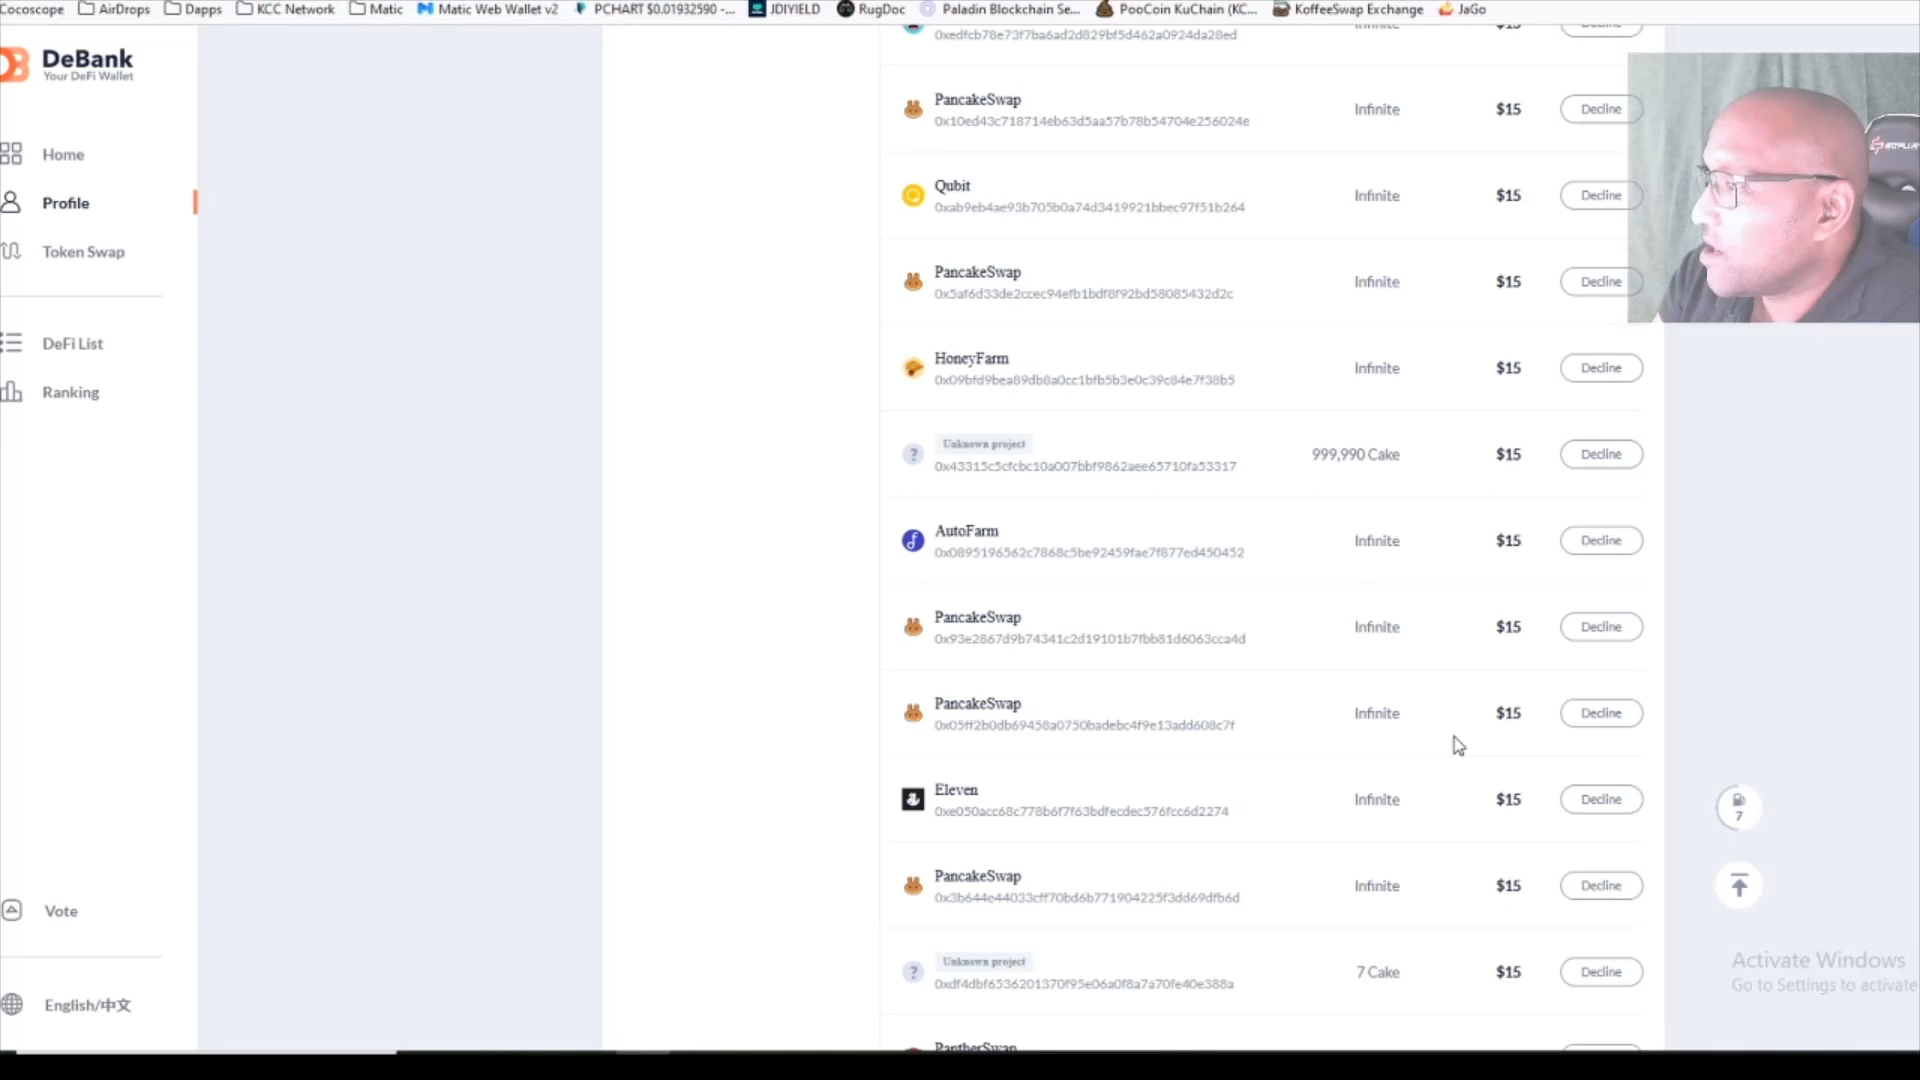 Cocoscope AirDrops Dapps KCC Network Matic Matic Web Wallet v2 PCHART $0.01932590 -... JDIYIELD RugDoc Paladin Blockchain Se... PooCoin KuChain (KC... KoffeeSwap Exchange JaGo
DeBank
Your DeFi Wallet
Home
Profile
Token Swap
DeFi List
Ranking
Vote
English/中文
0xedfcb78e73f7ba6ad2d829bf5d462a0924da28ed Infinite $15 Decline
PancakeSwap
0x10ed43c718714eb63d5aa57b78b54704e256024e Infinite $15 Decline
Qubit
0xab9eb4ae93b705b0a74d3419921bbec97f51b264 Infinite $15 Decline
PancakeSwap
0x5af6d33de2ccec94efb1bdf8f92bd58085432d2c Infinite $15 Decline
HoneyFarm
0x09bfd9bea89db8a0cc1bfb5b3e0c39c84e7f38b5 Infinite $15 Decline
Unknown project
0x43315c5cfcbc10a007bbf9862aee65710fa53317 999,990 Cake $15 Decline
AutoFarm
0x0895196562c7868c5be92459fae7f877ed450452 Infinite $15 Decline
PancakeSwap
0x93e2867d9b74341c2d19101b7fbb81d6063cca4d Infinite $15 Decline
PancakeSwap
0x05ff2b0db69458a0750badebc4f9e13add608c7f Infinite $15 Decline
Eleven
0xe050acc68c778b6f7f63bdfecdec576fcc6d2274 Infinite $15 Decline
PancakeSwap
0x3b644e44033cff70bd6b771904225f3dd69dfb6d Infinite $15 Decline
Unknown project
0xdf4dbf6536201370f95e06a0f8a7a70fe40e388a 7 Cake $15 Decline
PantherSwap
7
Activate Windows
Go to Settings to activate